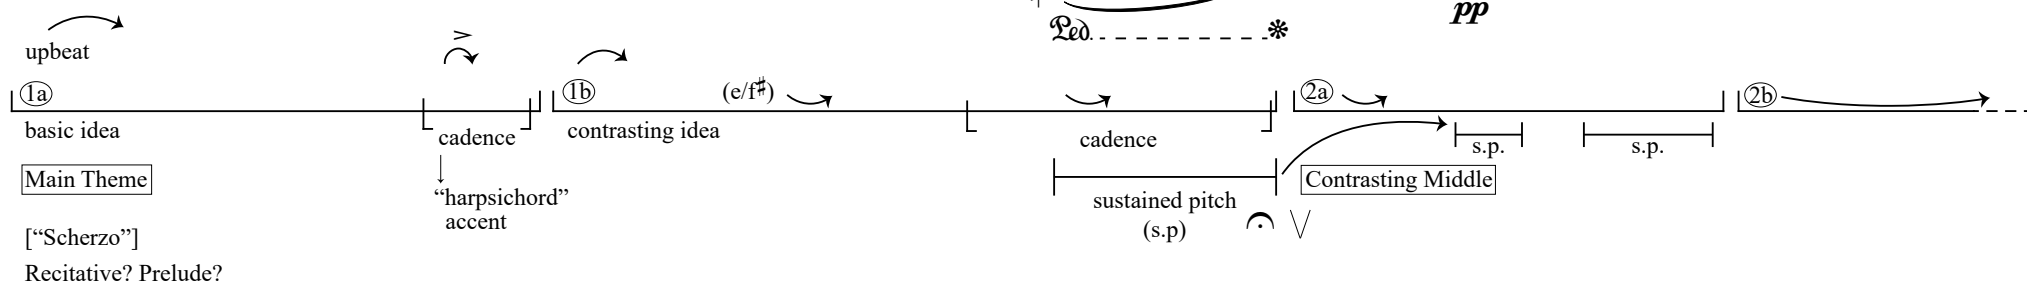 Ped.
pp
upbeat
>
1a
1b
(e/f♯)
2a
2b
basic idea
cadence
contrasting idea
cadence
s.p.
s.p.
Main Theme
"harpsichord"
accent
sustained pitch
(s.p)
Contrasting Middle
["Scherzo"]
Recitative? Prelude?